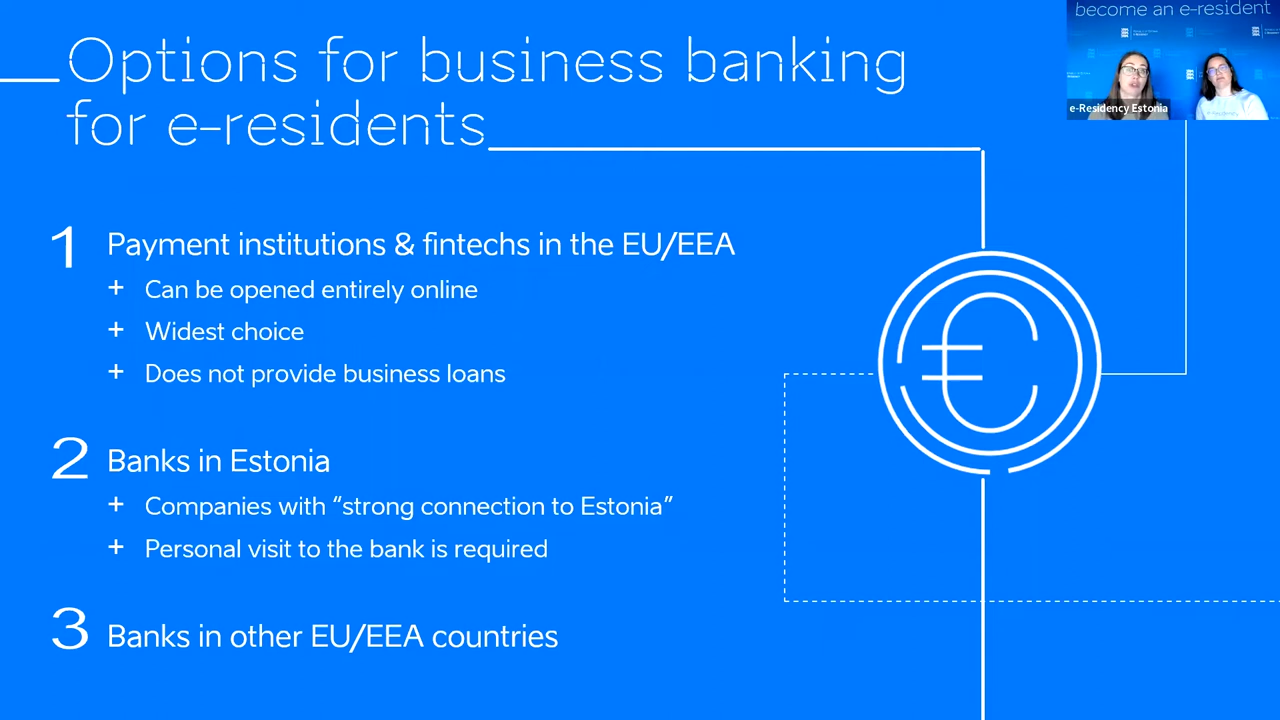 Options for business banking
for e-residents
become an e-resident
e-Residency Estonia
1 Payment institutions & fintechs in the EU/EEA
+ Can be opened entirely online
+ Widest choice
+ Does not provide business loans
2 Banks in Estonia
+ Companies with “strong connection to Estonia”
+ Personal visit to the bank is required
3 Banks in other EU/EEA countries